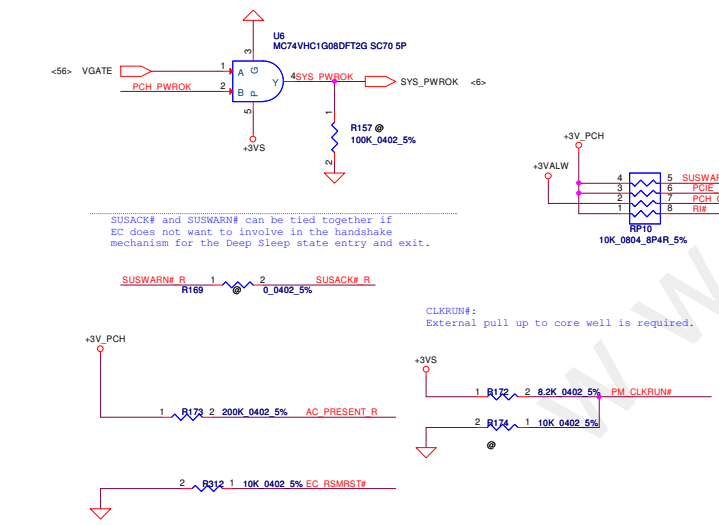 U6
MC74VHC1G08DFT2G SC70 5P
3
<56> VGATE
1
A
G
PCH_PWROK
2
B
P
Y
4
SYS_PWROK
SYS_PWROK <6>
5
+3VS
1
R157 @
100K_0402_5%
2
+3V_PCH
+3VALW
4
5
3
6
PCIE
2
7
1
8
RI#
RP10
10K_0804_8P4R_5%
SUSACK# and SUSWARN# can be tied together if
EC does not want to involve in the handshake
mechanism for the Deep Sleep state entry and exit.
SUSWARN#_R 1 2 SUSACK#_R
R169 @ 0_0402_5%
CLKRUN#:
External pull up to core well is required.
+3V_PCH
+3VS
1 R172 2 8.2K_0402_5% PM_CLKRUN#
1 R173 2 200K_0402_5% AC_PRESENT_R
2 R174 1 10K_0402_5%
@
2 R312 1 10K_0402_5% EC_RSMRST#
w w